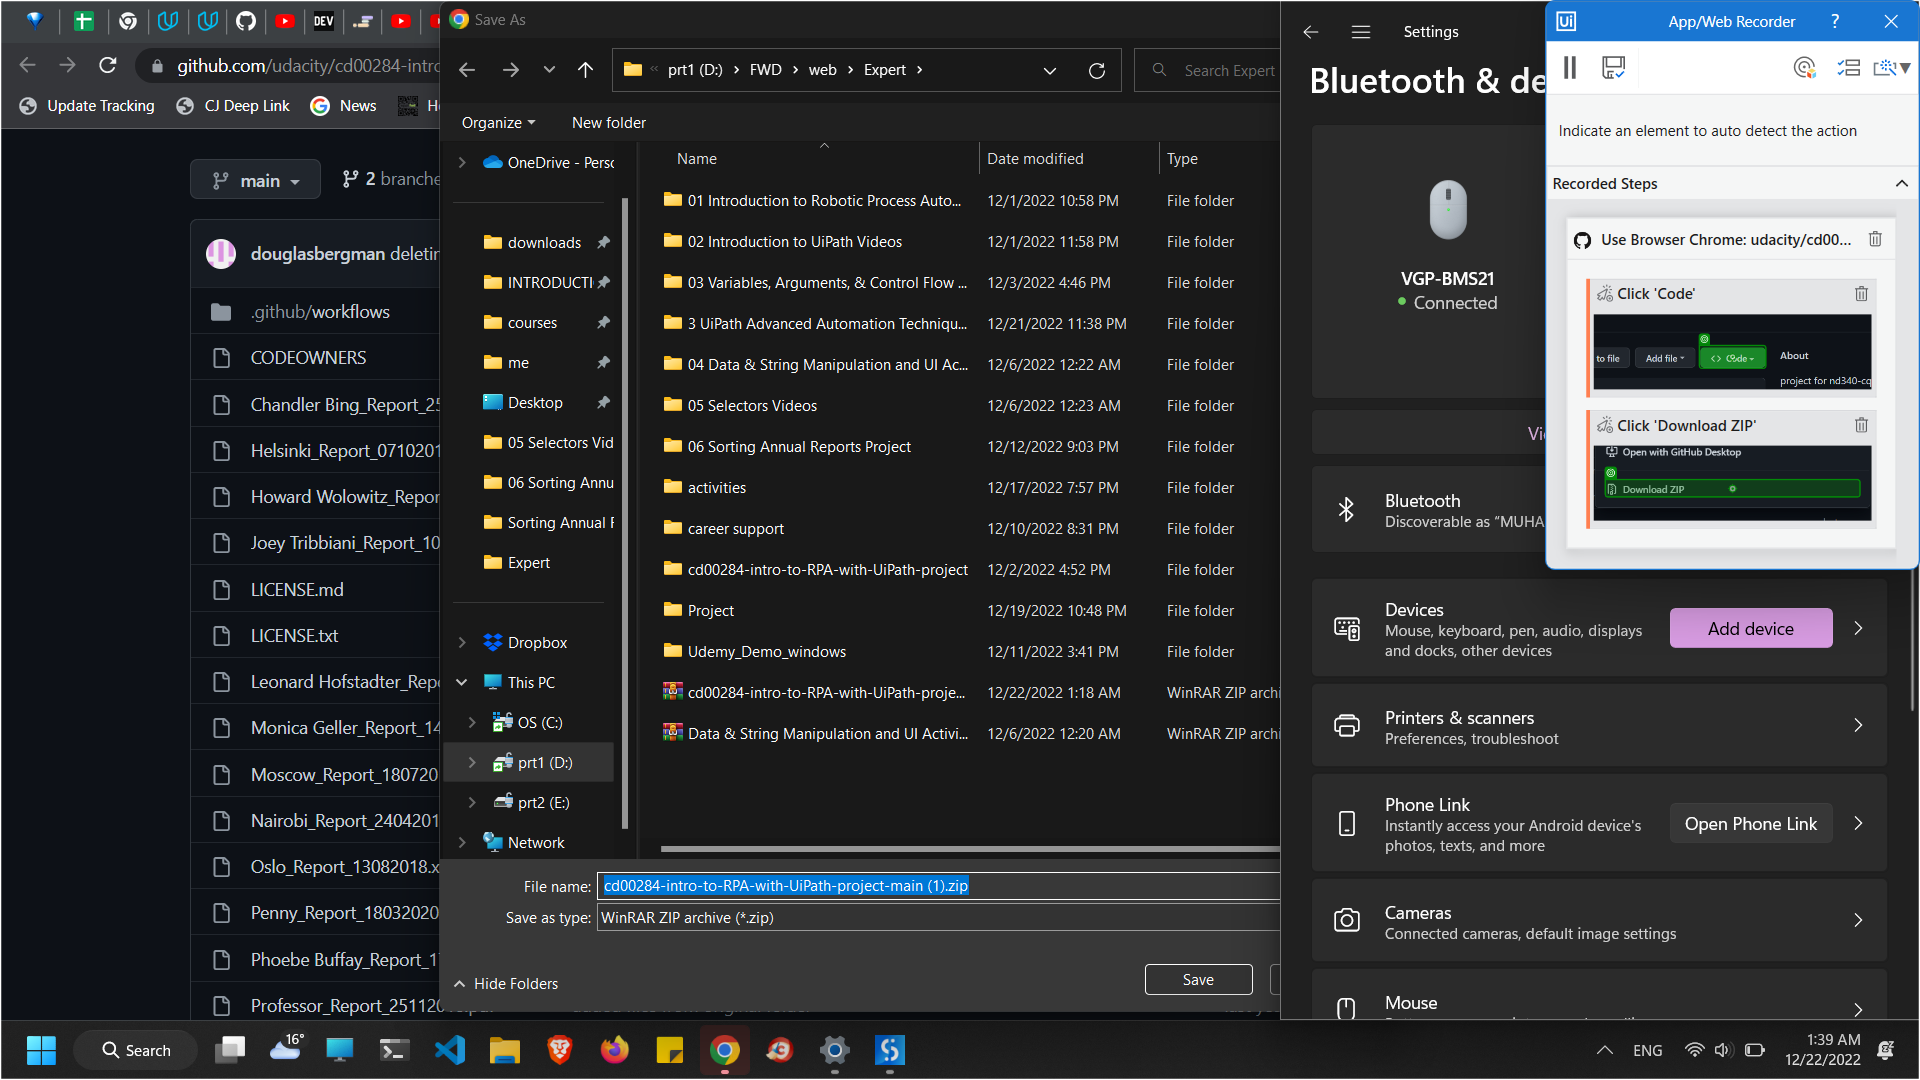 DEV
github.com/udacity/cd00284-intro
Update Tracking
CJ Deep Link
News
main
2 branche
douglasbergman deletin
.github/workflows
CODEOWNERS
Chandler Bing_Report_25
Helsinki_Report_0710201
Howard Wolowitz_Repor
Joey Tribbiani_Report_10
LICENSE.md
LICENSE.txt
Leonard Hofstadter_Repo
Monica Geller_Report_14
Moscow_Report_180720
Nairobi_Report_2404201
Oslo_Report_13082018.x
Penny_Report_18032020
Phoebe Buffay_Report_17
Professor_Report_251120
Save As
prt1 (D:) › FWD › web › Expert ›
Search Expert
Organize
New folder
Name
Date modified
Type
OneDrive - Perso
downloads
INTRODUCTI
courses
me
Desktop
05 Selectors Vid
06 Sorting Annu
Sorting Annual F
Expert
Dropbox
This PC
OS (C:)
prt1 (D:)
prt2 (E:)
Network
01 Introduction to Robotic Process Auto... 12/1/2022 10:58 PM File folder
02 Introduction to UiPath Videos 12/1/2022 11:58 PM File folder
03 Variables, Arguments, & Control Flow ... 12/3/2022 4:46 PM File folder
3 UiPath Advanced Automation Techniqu... 12/21/2022 11:38 PM File folder
04 Data & String Manipulation and UI Ac... 12/6/2022 12:22 AM File folder
05 Selectors Videos 12/6/2022 12:23 AM File folder
06 Sorting Annual Reports Project 12/12/2022 9:03 PM File folder
activities 12/17/2022 7:57 PM File folder
career support 12/10/2022 8:31 PM File folder
cd00284-intro-to-RPA-with-UiPath-project 12/2/2022 4:52 PM File folder
Project 12/19/2022 10:48 PM File folder
Udemy_Demo_windows 12/11/2022 3:41 PM File folder
cd00284-intro-to-RPA-with-UiPath-proje... 12/22/2022 1:18 AM WinRAR ZIP archi
Data & String Manipulation and UI Activi... 12/6/2022 12:20 AM WinRAR ZIP archi
File name: cd00284-intro-to-RPA-with-UiPath-project-main (1).zip
Save as type: WinRAR ZIP archive (*.zip)
Hide Folders
Save
Settings
Bluetooth & de
VGP-BMS21
Connected
Bluetooth
Discoverable as “MUHA
Devices
Mouse, keyboard, pen, audio, displays
and docks, other devices
Add device
Printers & scanners
Preferences, troubleshoot
Phone Link
Instantly access your Android device's
photos, texts, and more
Open Phone Link
Cameras
Connected cameras, default image settings
Mouse
Ui
App/Web Recorder
?
Indicate an element to auto detect the action
Recorded Steps
Use Browser Chrome: udacity/cd00...
Click 'Code'
to file
Add file
<> Code
About
project for nd340-cq
Click 'Download ZIP'
Open with GitHub Desktop
Download ZIP
Search
16°
ENG
1:39 AM
12/22/2022